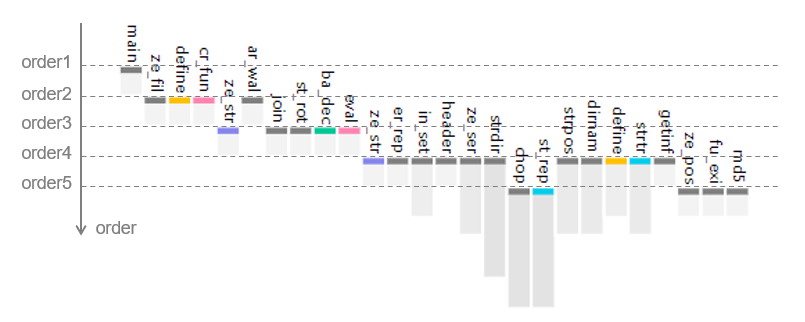 order1
order2
order3
order4
order5
order
main
ze_fil
define
cr_fun
ze_str
ar_wal
join
st_rot
ba_dec
eval
ze_str
er_rep
in_set
header
ze_ser
strdir
chop
st_rep
strpos
dirnam
define
strtr
getinf
ze_pos
fu_exi
md5